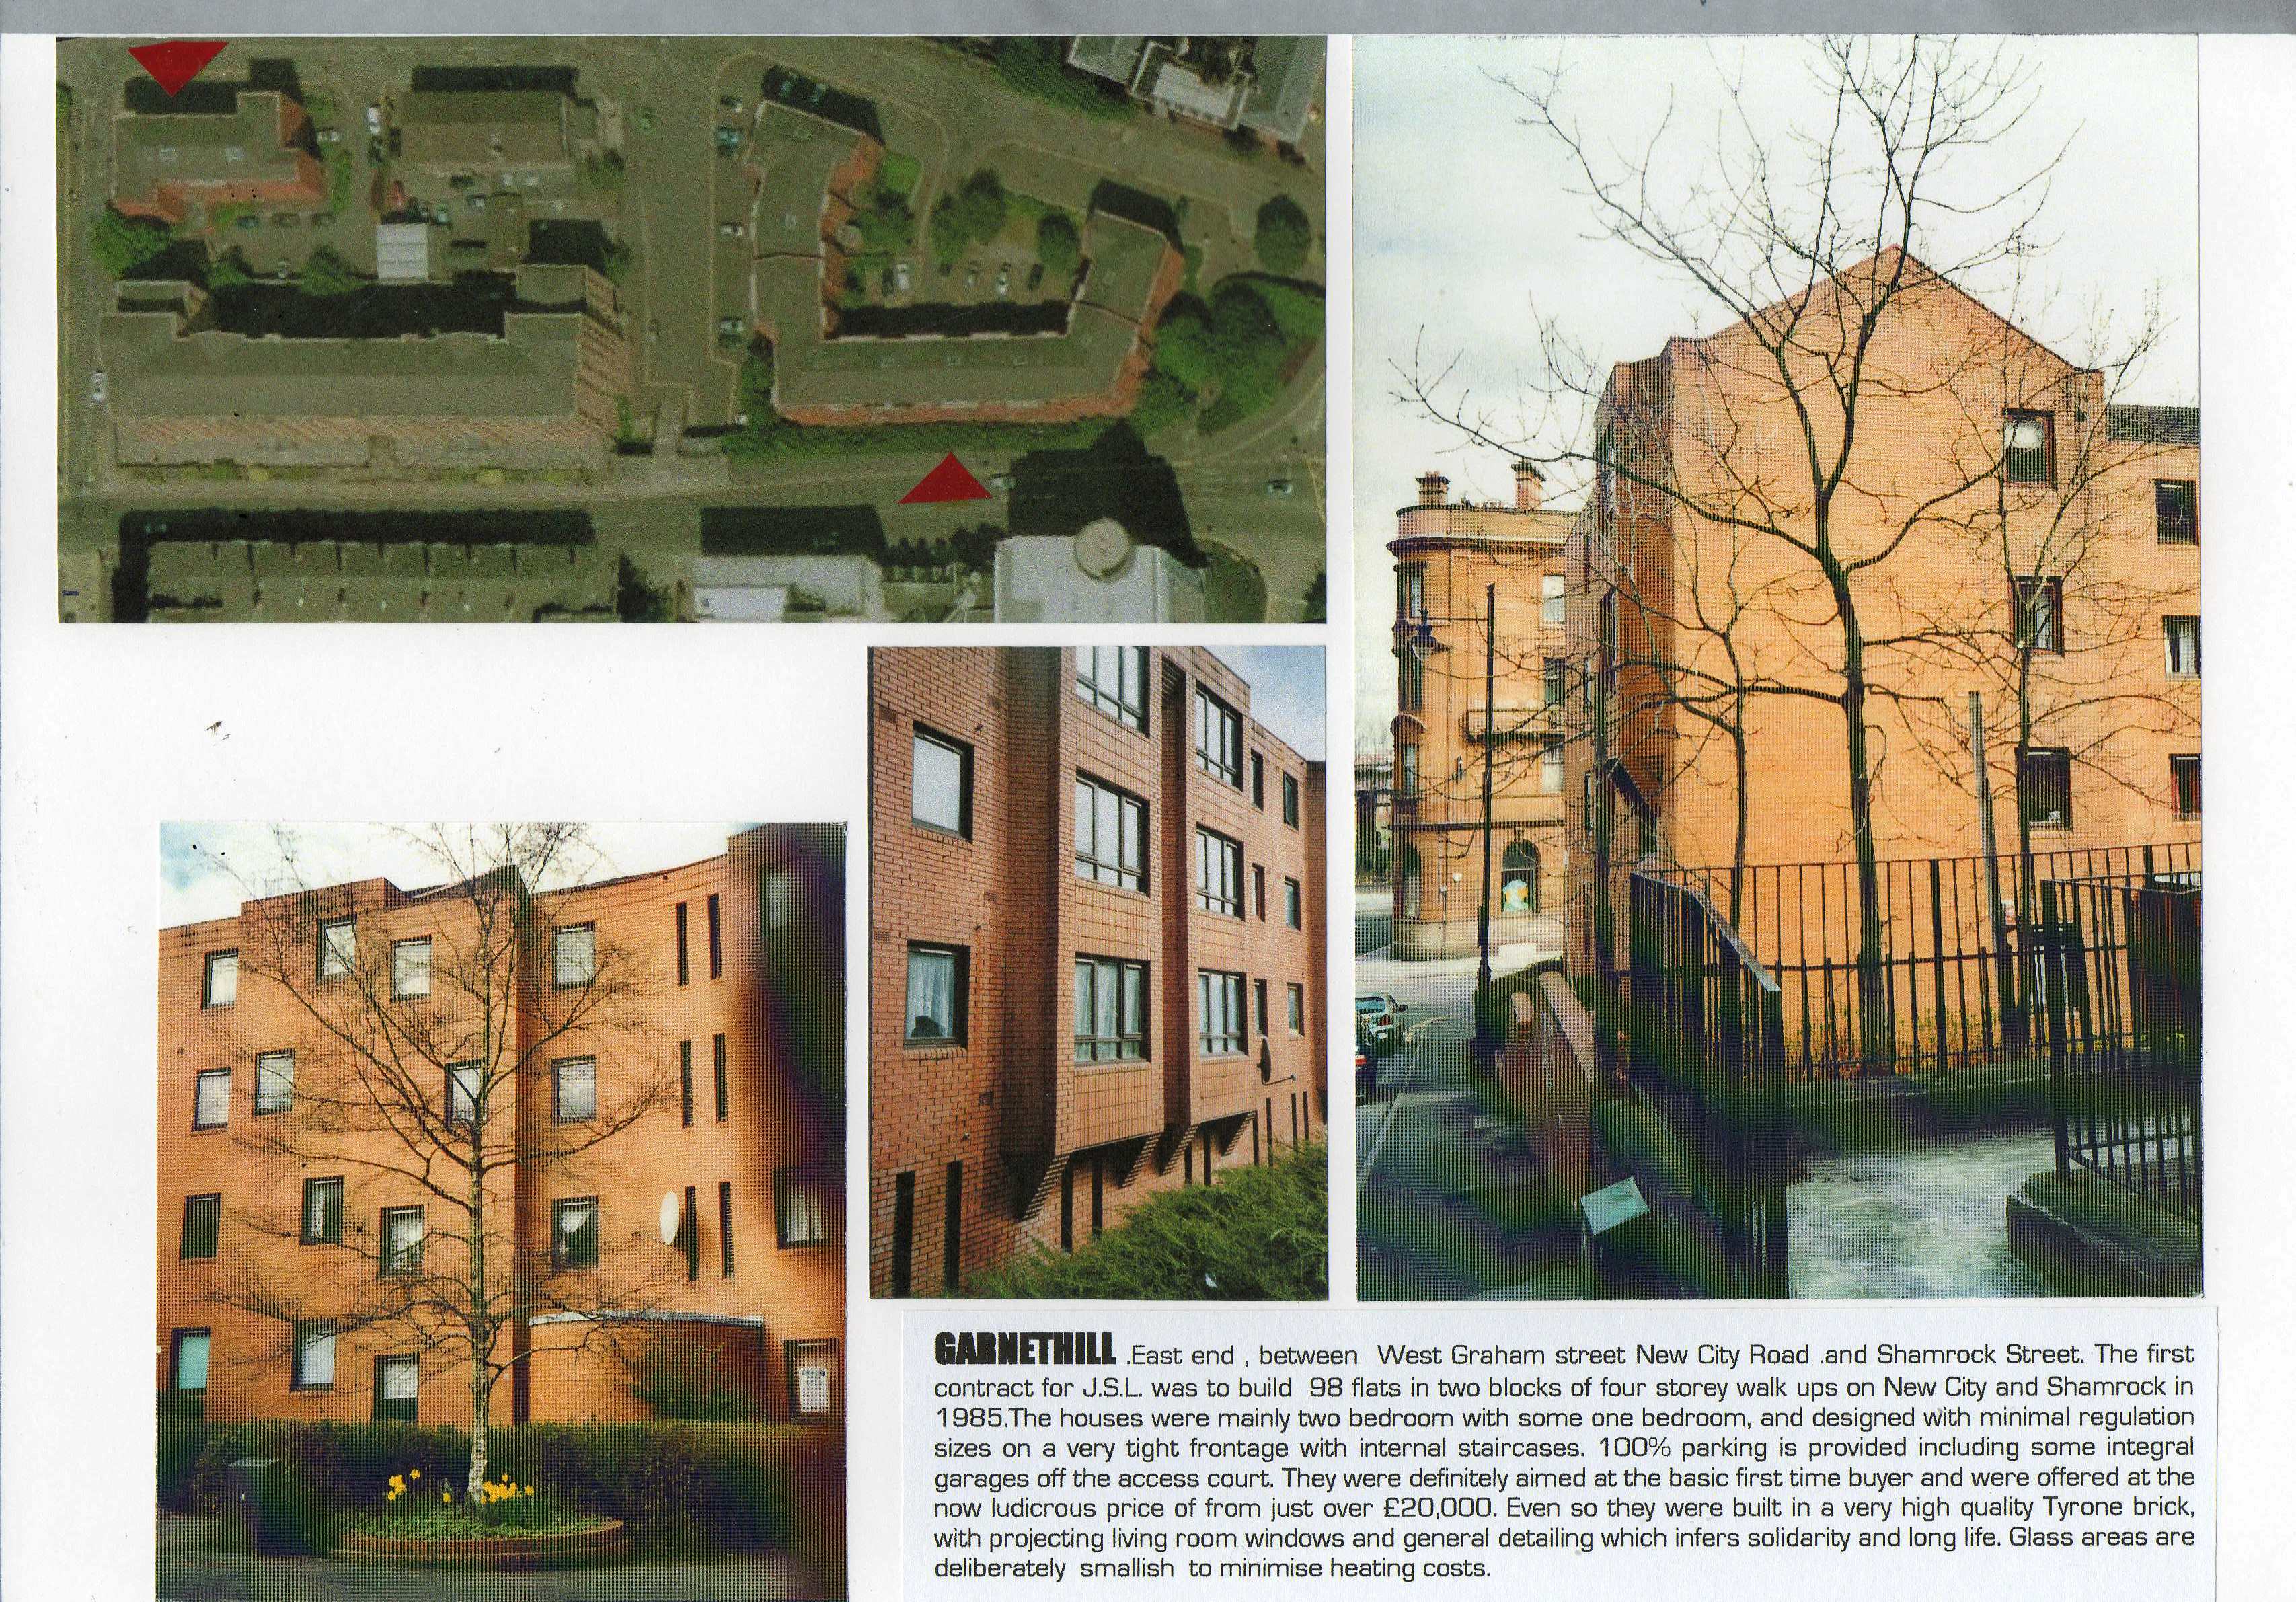 GARNETHILL .East end , between West Graham street New City Road .and Shamrock Street. The first
contract for J.S.L. was to build 98 flats in two blocks of four storey walk ups on New City and Shamrock in
1985.The houses were mainly two bedroom with some one bedroom, and designed with minimal regulation
sizes on a very tight frontage with internal staircases. 100% parking is provided including some integral
garages off the access court. They were definitely aimed at the basic first time buyer and were offered at the
now ludicrous price of from just over £20,000. Even so they were built in a very high quality Tyrone brick,
with projecting living room windows and general detailing which infers solidarity and long life. Glass areas are
deliberately smallish to minimise heating costs.